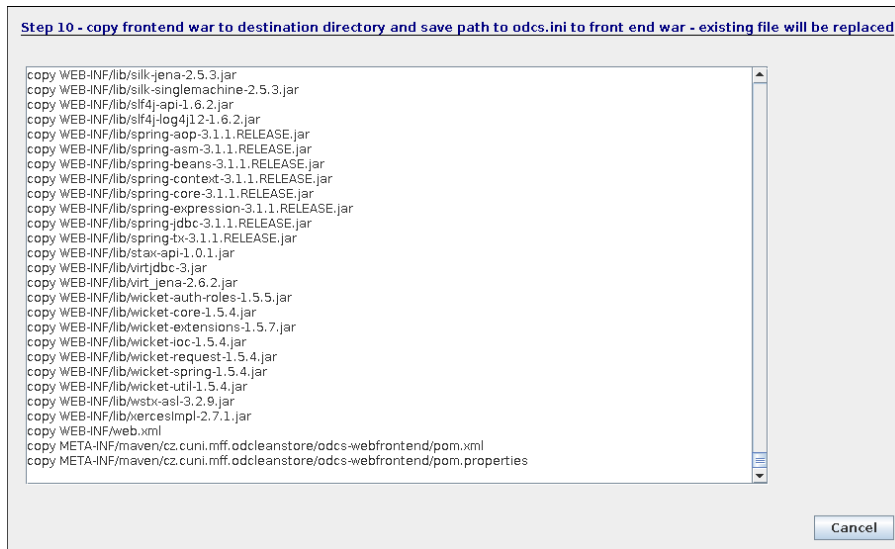 Step 10 - copy frontend war to destination directory and save path to odcs.ini to front end war - existing file will be replaced
copy WEB-INF/lib/silk-jena-2.5.3.jar
copy WEB-INF/lib/silk-singlemachine-2.5.3.jar
copy WEB-INF/lib/slf4j-api-1.6.2.jar
copy WEB-INF/lib/slf4j-log4j12-1.6.2.jar
copy WEB-INF/lib/spring-aop-3.1.1.RELEASE.jar
copy WEB-INF/lib/spring-asm-3.1.1.RELEASE.jar
copy WEB-INF/lib/spring-beans-3.1.1.RELEASE.jar
copy WEB-INF/lib/spring-context-3.1.1.RELEASE.jar
copy WEB-INF/lib/spring-core-3.1.1.RELEASE.jar
copy WEB-INF/lib/spring-expression-3.1.1.RELEASE.jar
copy WEB-INF/lib/spring-jdbc-3.1.1.RELEASE.jar
copy WEB-INF/lib/spring-tx-3.1.1.RELEASE.jar
copy WEB-INF/lib/stax-api-1.0.1.jar
copy WEB-INF/lib/virtjdbc-3.jar
copy WEB-INF/lib/virt_jena-2.6.2.jar
copy WEB-INF/lib/wicket-auth-roles-1.5.5.jar
copy WEB-INF/lib/wicket-core-1.5.4.jar
copy WEB-INF/lib/wicket-extensions-1.5.7.jar
copy WEB-INF/lib/wicket-ioc-1.5.4.jar
copy WEB-INF/lib/wicket-request-1.5.4.jar
copy WEB-INF/lib/wicket-spring-1.5.4.jar
copy WEB-INF/lib/wicket-util-1.5.4.jar
copy WEB-INF/lib/wstx-asl-3.2.9.jar
copy WEB-INF/lib/xercesImpl-2.7.1.jar
copy WEB-INF/web.xml
copy META-INF/maven/cz.cuni.mff.odcleanstore/odcs-webfrontend/pom.xml
copy META-INF/maven/cz.cuni.mff.odcleanstore/odcs-webfrontend/pom.properties
Cancel